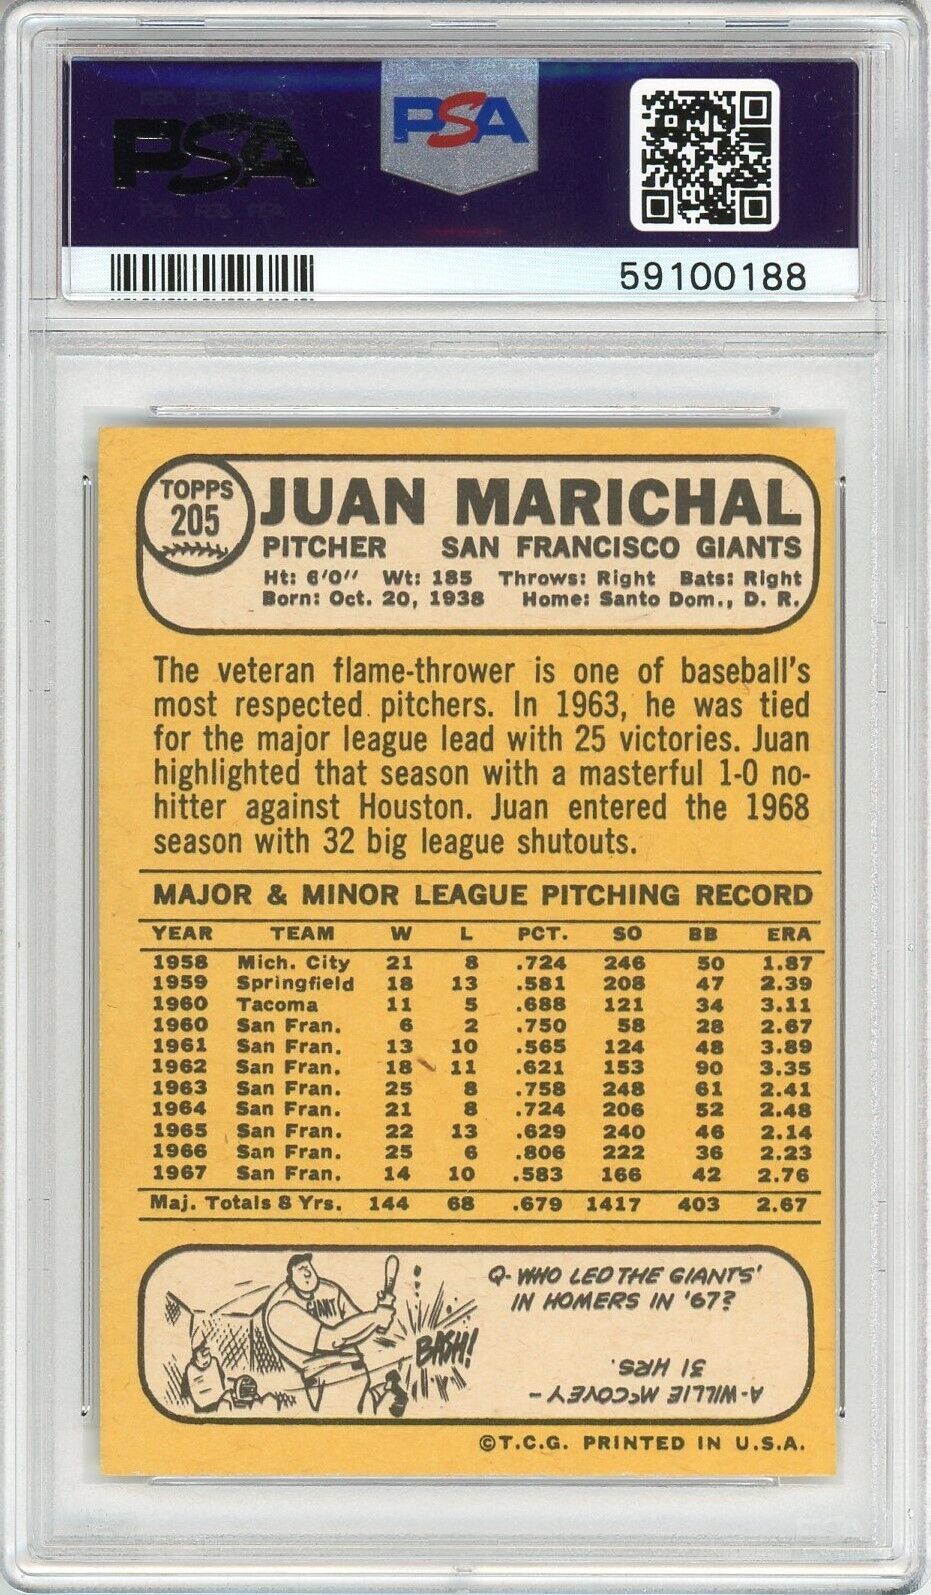 PSA
PSA
59100188
TOPPS
205
JUAN MARICHAL
PITCHER SAN FRANCISCO GIANTS
Ht: 6'0" Wt: 185 Throws: Right Bats: Right
Born: Oct. 20, 1938 Home: Santo Dom., D. R.
The veteran flame-thrower is one of baseball's
most respected pitchers. In 1963, he was tied
for the major league lead with 25 victories. Juan
highlighted that season with a masterful 1-0 no-
hitter against Houston. Juan entered the 1968
season with 32 big league shutouts.
MAJOR & MINOR LEAGUE PITCHING RECORD
YEAR TEAM W L PCT. SO BB ERA
1958 Mich. City 21 8 .724 246 50 1.87
1959 Springfield 18 13 .581 208 47 2.39
1960 Tacoma 11 5 .688 121 34 3.11
1960 San Fran. 6 2 .750 58 28 2.67
1961 San Fran. 13 10 .565 124 48 3.89
1962 San Fran. 18 11 .621 153 90 3.35
1963 San Fran. 25 8 .758 248 61 2.41
1964 San Fran. 21 8 .724 206 52 2.48
1965 San Fran. 22 13 .629 240 46 2.14
1966 San Fran. 25 6 .806 222 36 2.23
1967 San Fran. 14 10 .583 166 42 2.76
Maj. Totals 8 Yrs. 144 68 .679 1417 403 2.67
GIANT
BASH!
Q- WHO LED THE GIANTS'
IN HOMERS IN '67?
A- WILLIE McCOVEY -
31 HRS.
©T.C.G. PRINTED IN U.S.A.